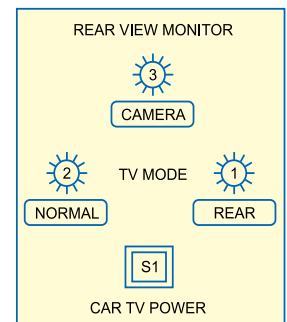 REAR VIEW MONITOR
3
CAMERA
2 TV MODE 1
NORMAL REAR
S1
CAR TV POWER